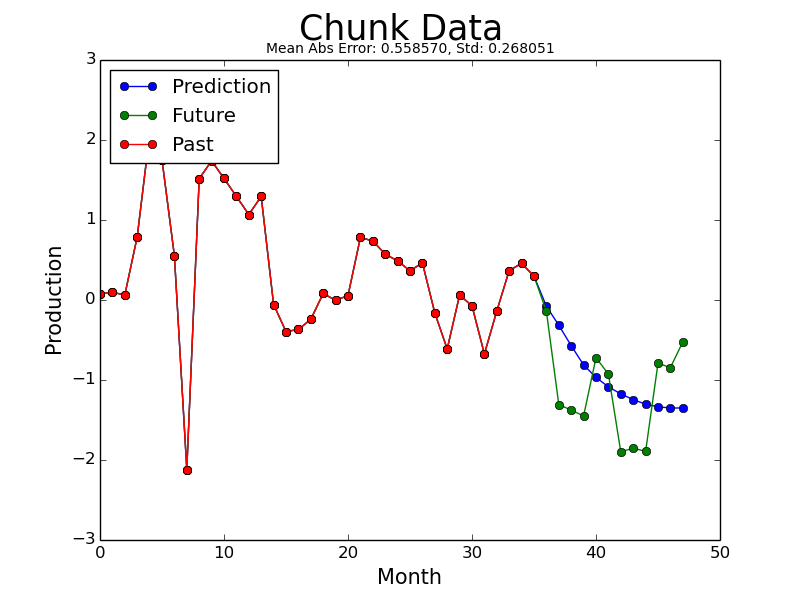 Chunk Data
Mean Abs Error: 0.558570, Std: 0.268051
Prediction
Future
Past
Production
3
2
1
0
−1
−2
−3
0 10 20 30 40 50
Month